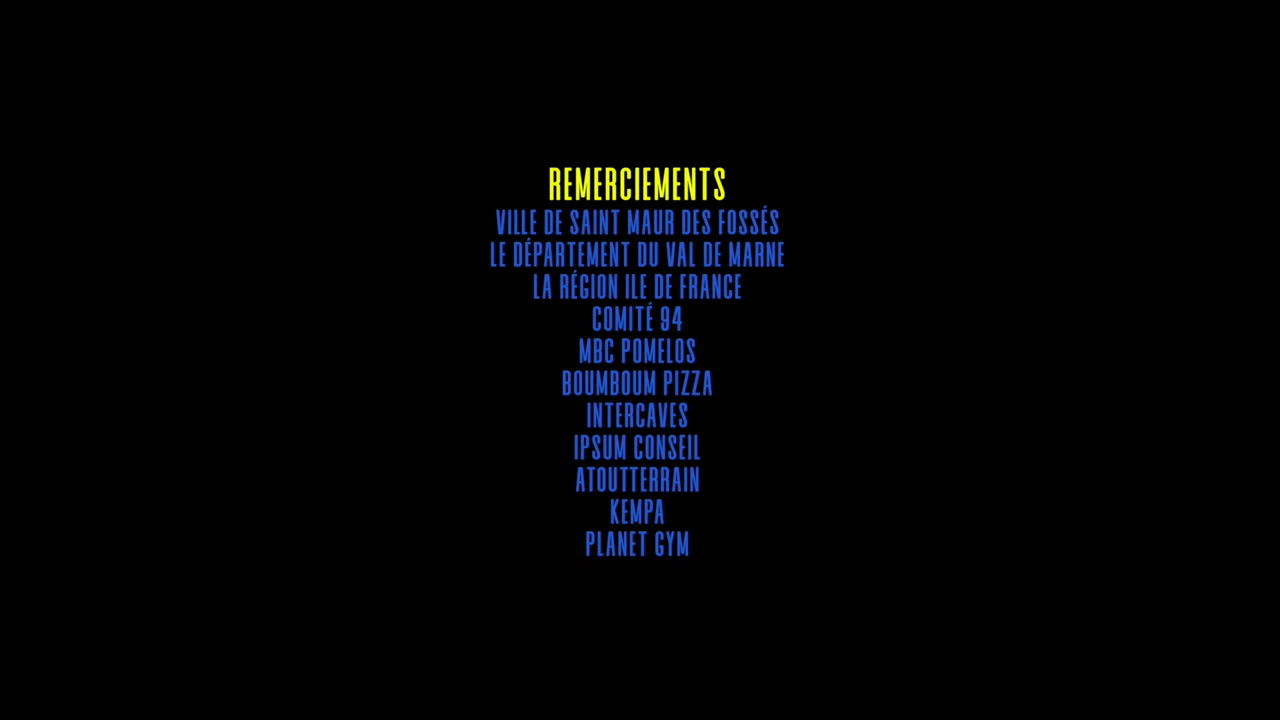 REMERCIEMENTS
VILLE DE SAINT MAUR DES FOSSÉS
LE DÉPARTEMENT DU VAL DE MARNE
LA RÉGION ILE DE FRANCE
COMITÉ 94
MBC POMELOS
BOUMBOUM PIZZA
INTERCAVES
IPSUM CONSEIL
ATOUTTERRAIN
KEMPA
PLANET GYM